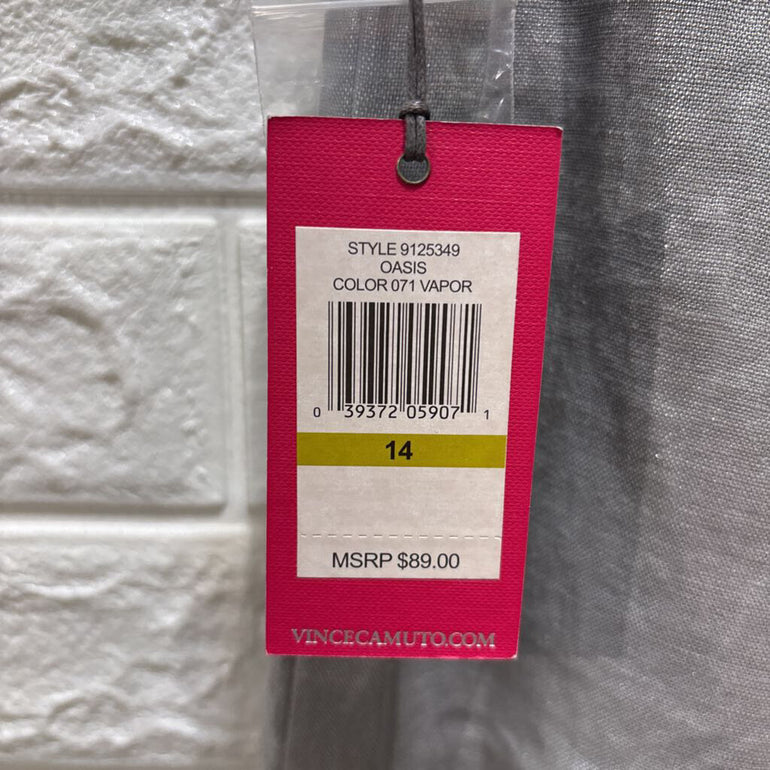 STYLE 9125349
OASIS
COLOR 071 VAPOR
0 39372 05907 1
14
MSRP $89.00
VINCECAMUTO.COM